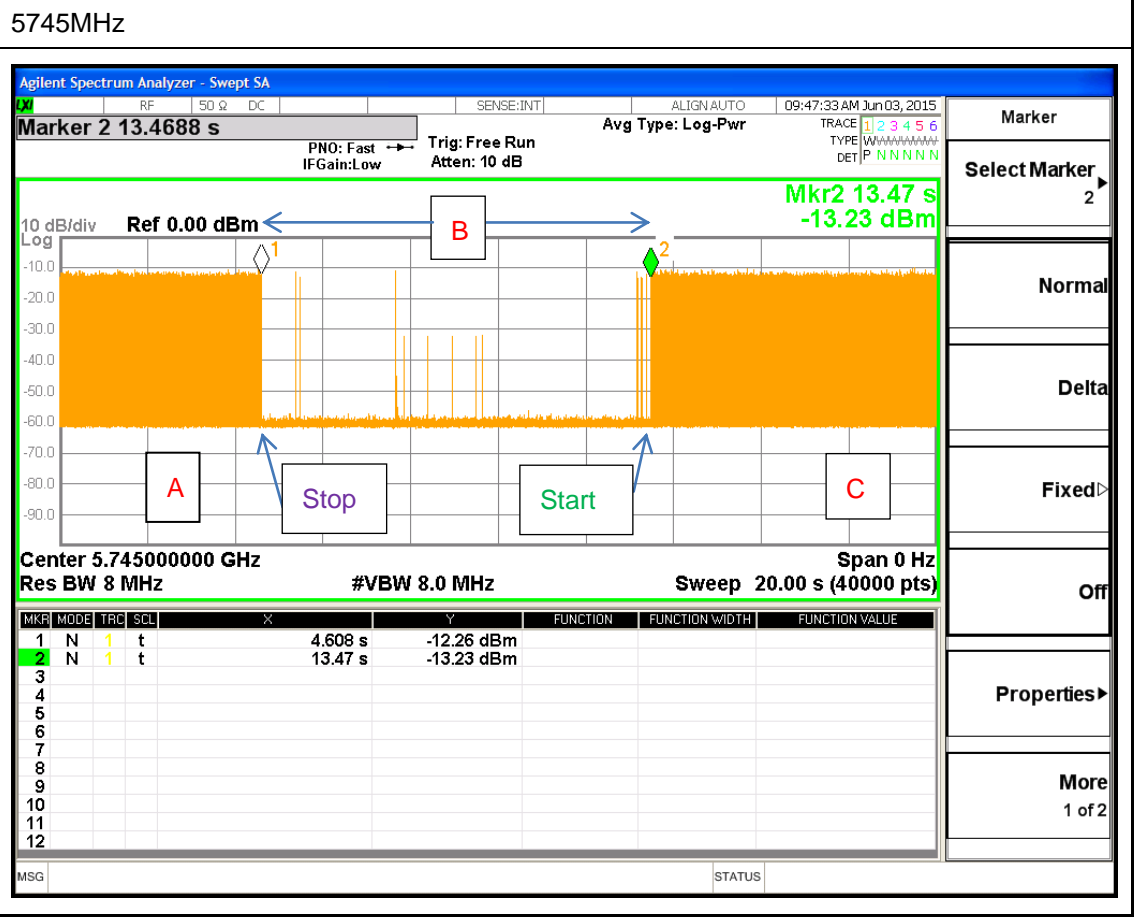 5745MHz
Agilent Spectrum Analyzer - Swept SA
LXI RF 50 Ω DC SENSE:INT ALIGN AUTO 09:47:33 AM Jun 03, 2015
Marker 2 13.4688 s
PNO: Fast
IFGain:Low
Trig: Free Run
Atten: 10 dB
Avg Type: Log-Pwr
TRACE 1 2 3 4 5 6
TYPE W
DET P N N N N N
Marker
Select Marker
2
Normal
Delta
Fixed
Off
Properties
More
1 of 2
Mkr2 13.47 s
-13.23 dBm
10 dB/div Ref 0.00 dBm
Log
B
1
2
-10.0
-20.0
-30.0
-40.0
-50.0
-60.0
-70.0
-80.0
-90.0
A
Stop
Start
C
Center 5.745000000 GHz Span 0 Hz
Res BW 8 MHz #VBW 8.0 MHz Sweep 20.00 s (40000 pts)
MKR MODE TRC SCL X Y FUNCTION FUNCTION WIDTH FUNCTION VALUE
1 N 1 t 4.608 s -12.26 dBm
2 N 1 t 13.47 s -13.23 dBm
3
4
5
6
7
8
9
10
11
12
MSG STATUS